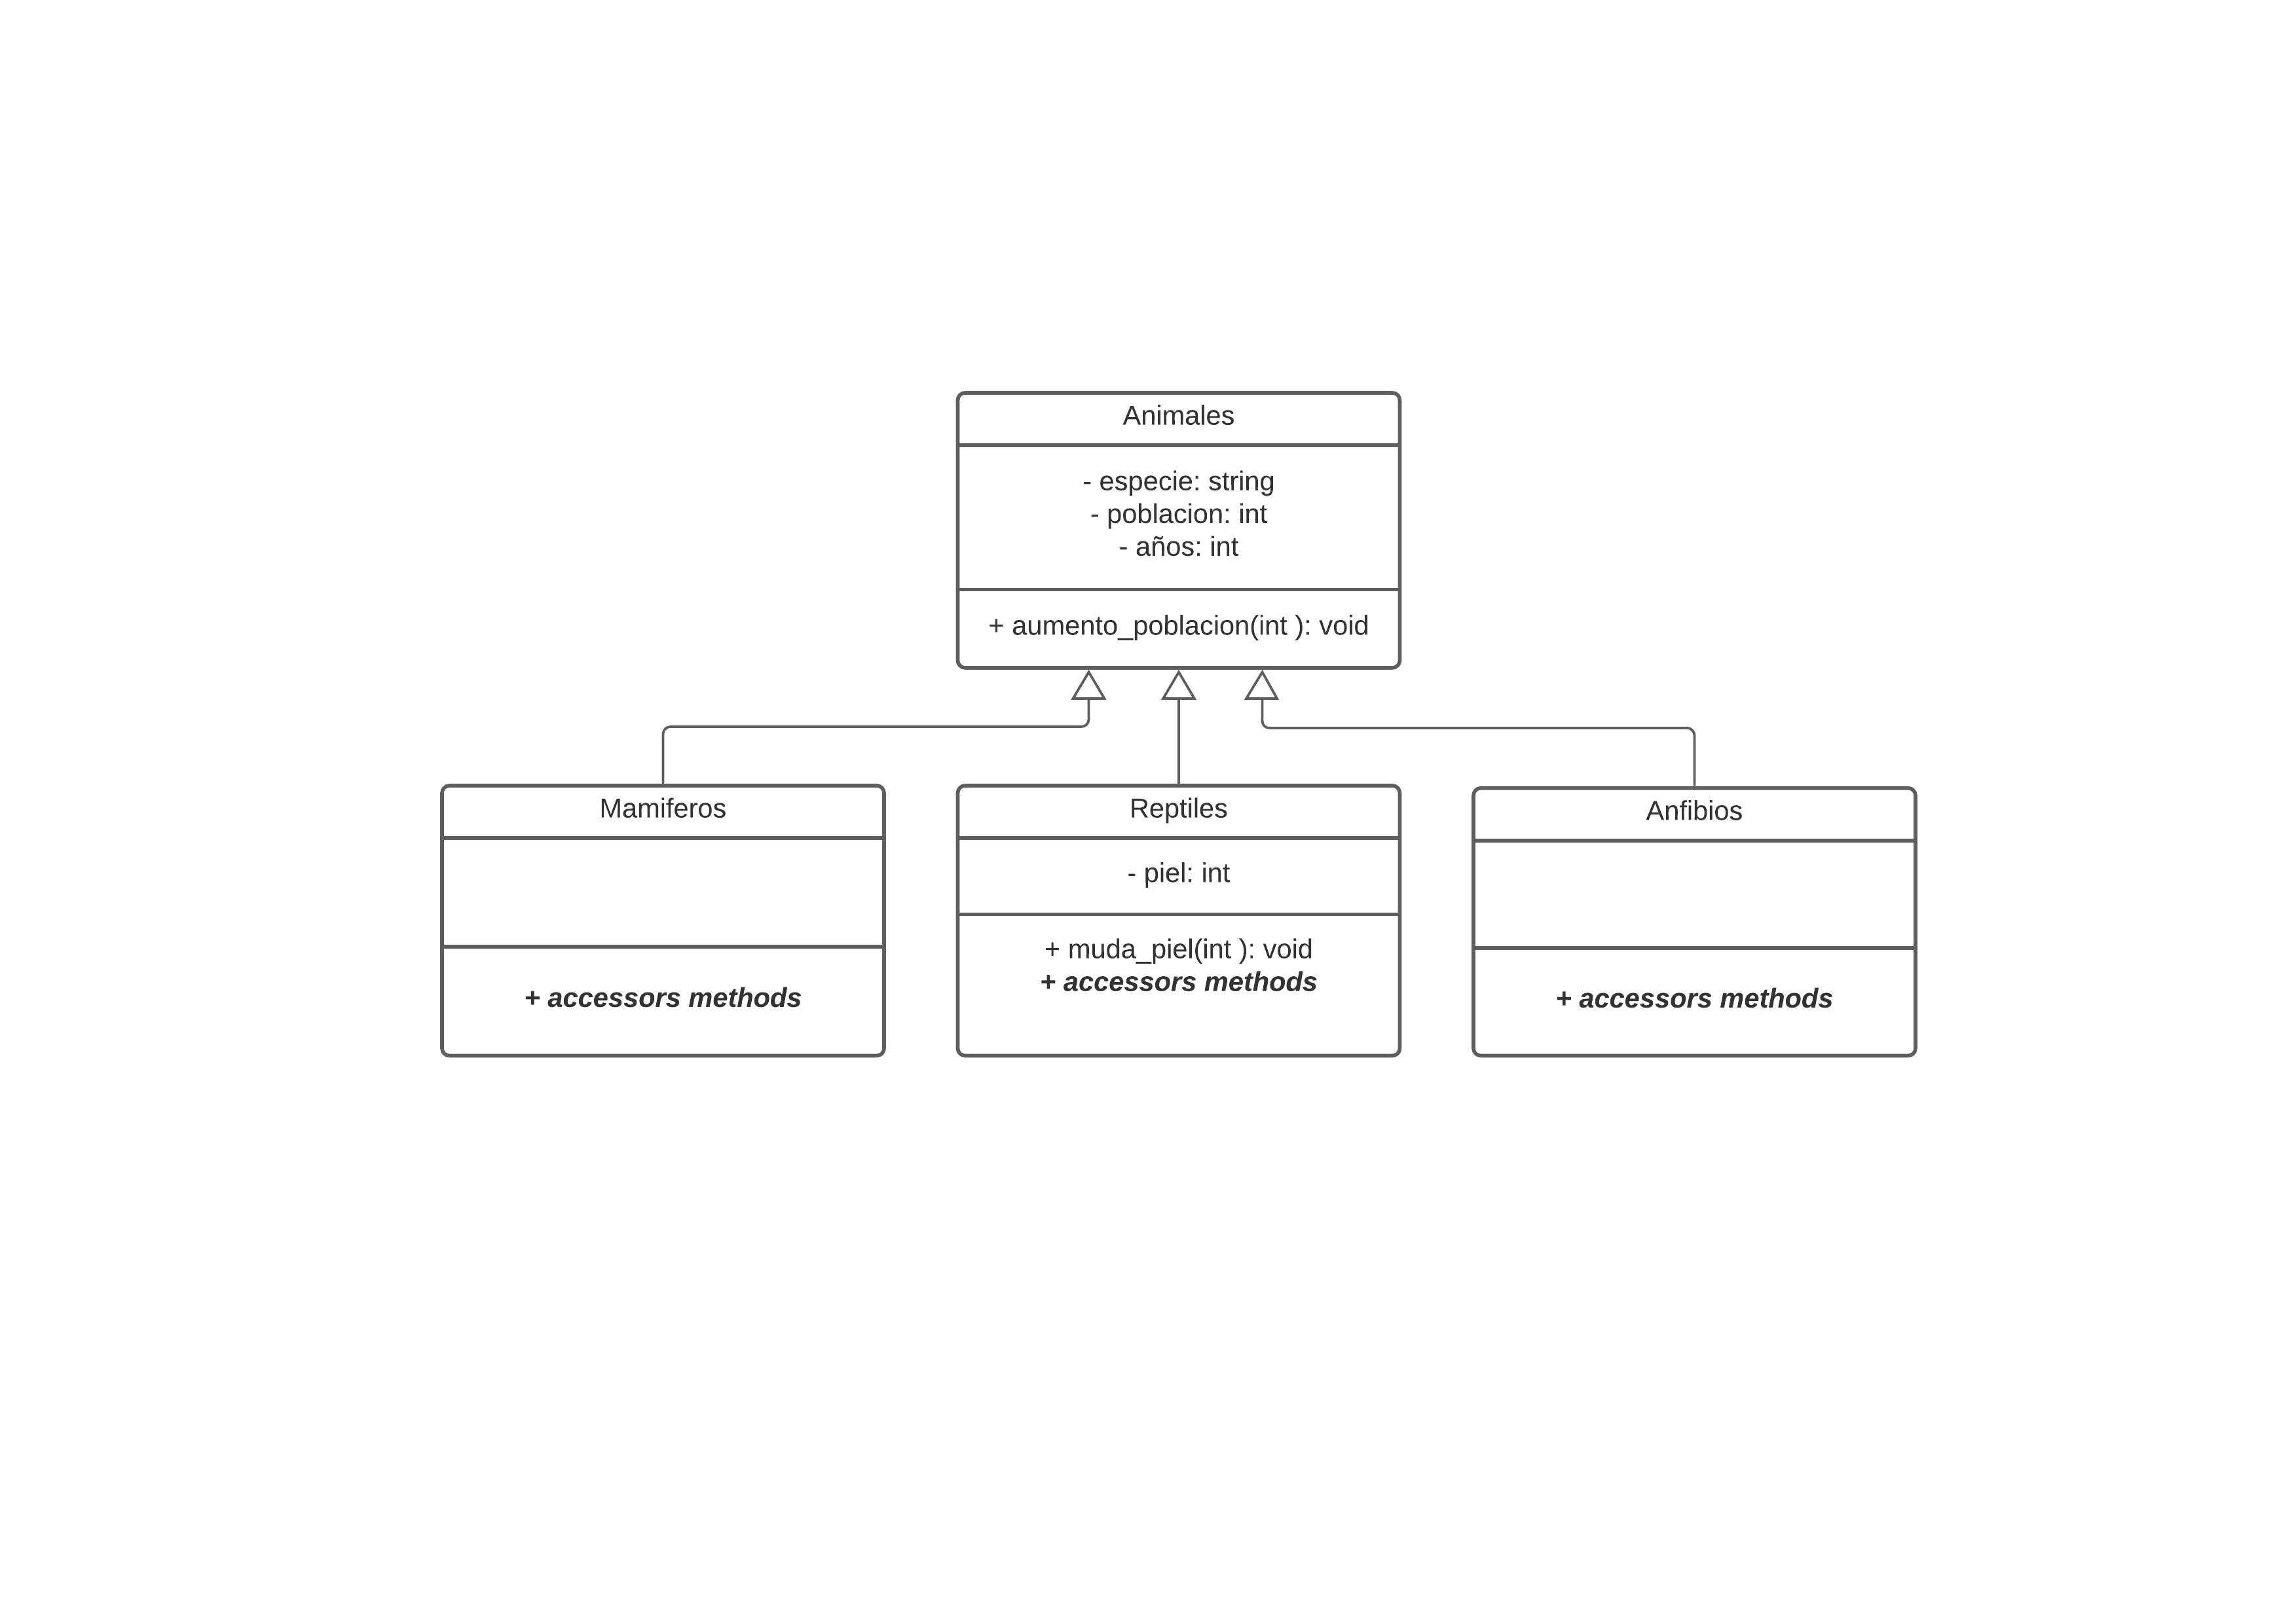 Animales
- especie: string
- poblacion: int
- años: int
+ aumento_poblacion(int ): void
Mamiferos
+ accessors methods
Reptiles
- piel: int
+ muda_piel(int ): void
+ accessors methods
Anfibios
+ accessors methods